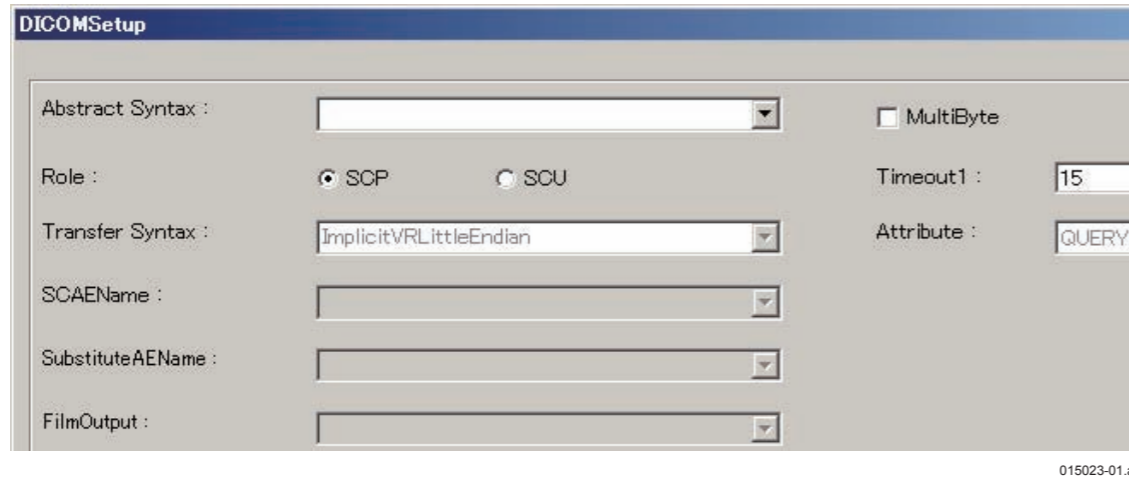 DICOMSetup
Abstract Syntax :
MultiByte
Role :
SCP
SCU
Timeout1 :
15
Transfer Syntax :
ImplicitVRLittleEndian
Attribute :
QUERY
SCAEName :
SubstituteAEName :
FilmOutput :
015023-01.a